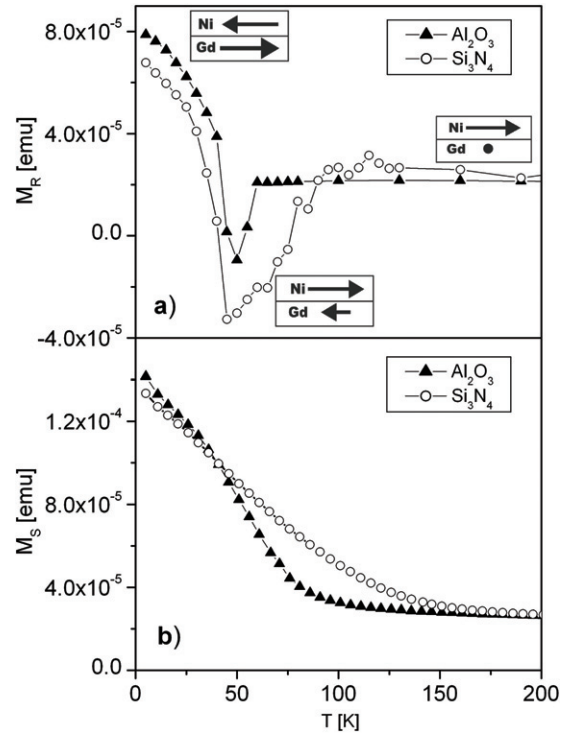 8.0x10⁻⁵
4.0x10⁻⁵
0.0
-4.0x10⁻⁵
M_R [emu]
Ni
Gd
Al₂O₃
Si₃N₄
Ni
Gd
Ni
Gd
a)
1.2x10⁻⁴
8.0x10⁻⁵
4.0x10⁻⁵
0.0
M_S [emu]
Al₂O₃
Si₃N₄
b)
0 50 100 150 200
T [K]